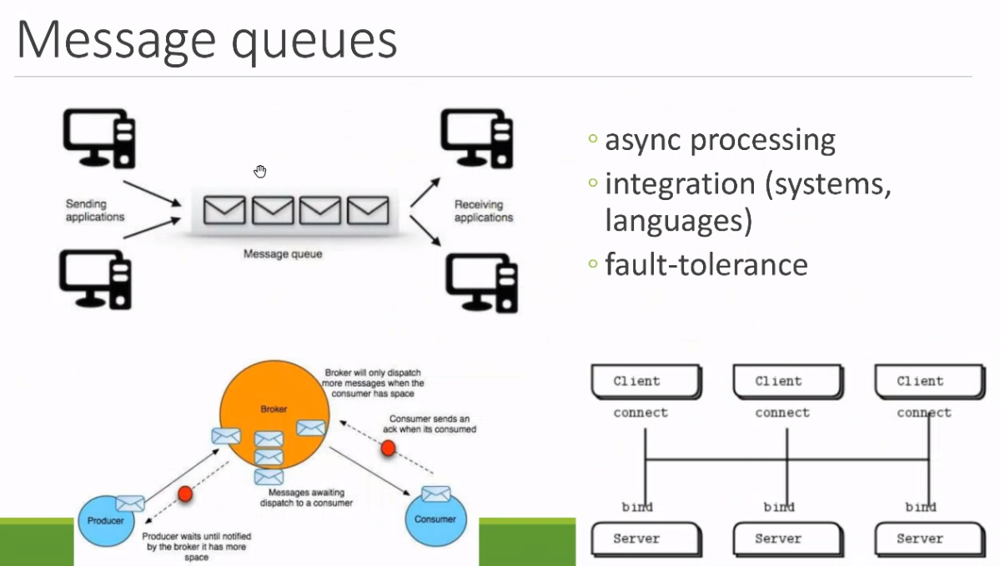 Message queues
Sending
applications
Message queue
Receiving
applications
async processing
integration (systems,
languages)
fault-tolerance
Broker will only dispatch
more messages when the
consumer has space
Broker
Consumer sends an
ack when its consumed
Messages awaiting
dispatch to a consumer
Producer
Consumer
Producer waits until notified
by the broker it has more
space
Client Client Client
connect connect connect
bind bind bind
Server Server Server